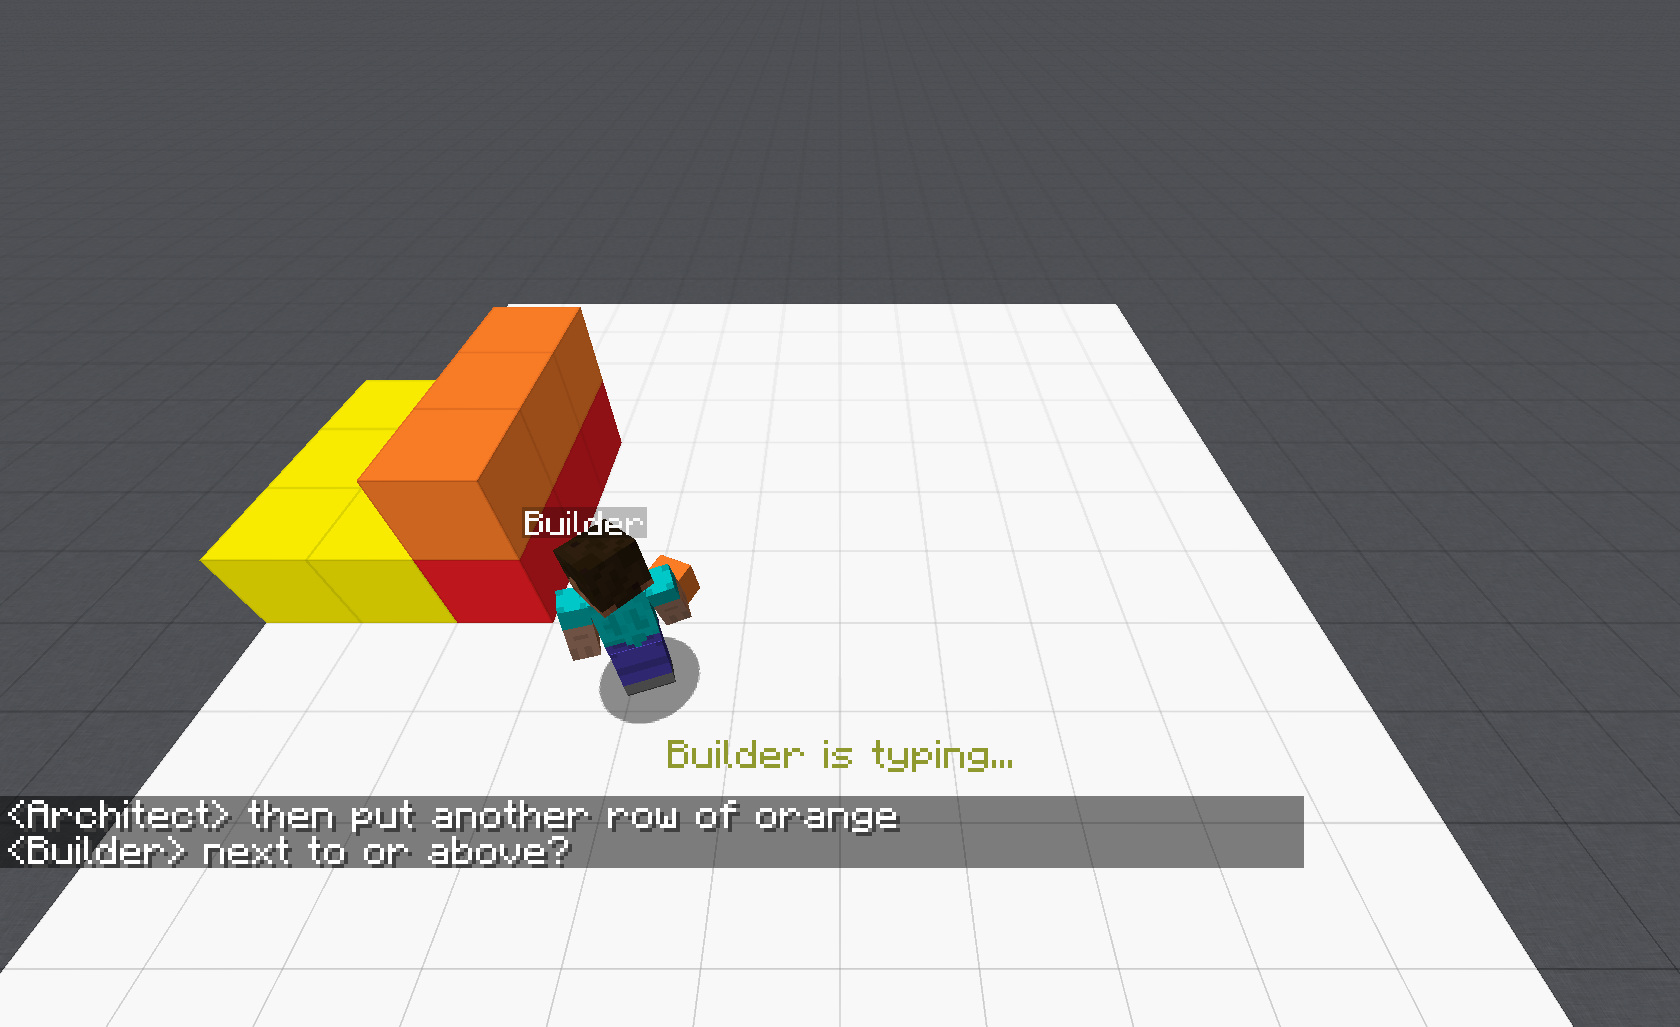 Builder
Builder is typing...
<Architect> then put another row of orange
<Builder> next to or above?